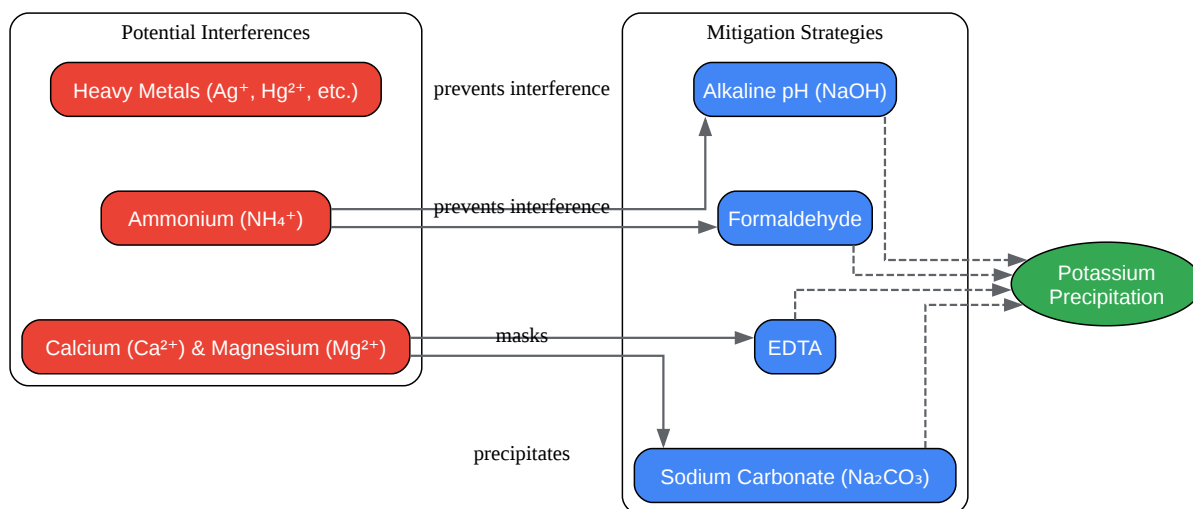 Potential Interferences
Mitigation Strategies
Heavy Metals (Ag⁺, Hg²⁺, etc.)
prevents interference
Alkaline pH (NaOH)
Ammonium (NH₄⁺)
prevents interference
Formaldehyde
Potassium
Precipitation
Calcium (Ca²⁺) & Magnesium (Mg²⁺)
masks
EDTA
precipitates
Sodium Carbonate (Na₂CO₃)